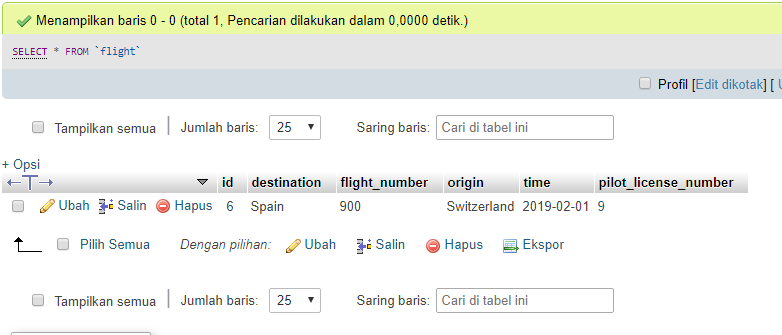 Menampilkan baris 0 - 0 (total 1, Pencarian dilakukan dalam 0,0000 detik.)
SELECT * FROM `flight`
Profil [Edit dikotak] [
Tampilkan semua | Jumlah baris: 25 Saring baris: Cari di tabel ini
+ Opsi
id destination flight_number origin time pilot_license_number
Ubah Salin Hapus 6 Spain 900 Switzerland 2019-02-01 9
Pilih Semua Dengan pilihan: Ubah Salin Hapus Ekspor
Tampilkan semua | Jumlah baris: 25 Saring baris: Cari di tabel ini